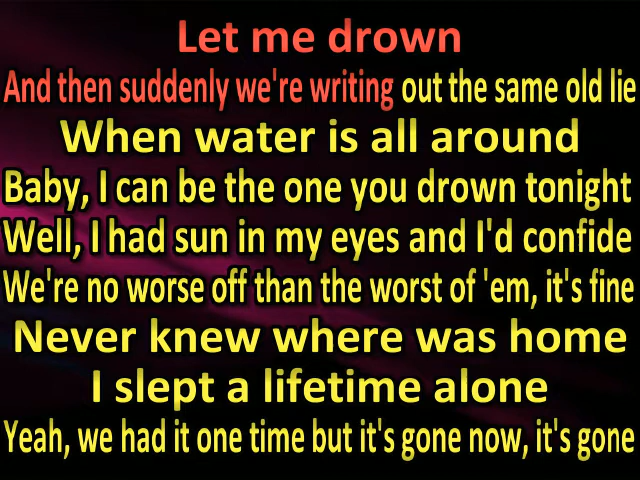 Let me drown
And then suddenly we're writing out the same old lie
When water is all around
Baby, I can be the one you drown tonight
Well, I had sun in my eyes and I'd confide
We're no worse off than the worst of 'em, it's fine
Never knew where was home
I slept a lifetime alone
Yeah, we had it one time but it's gone now, it's gone